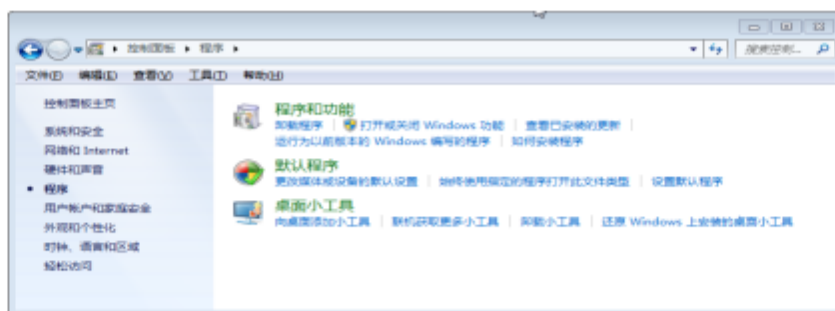 控制面板 ▸ 程序 ▸
搜索控制...
文件(F) 编辑(E) 查看(V) 工具(T) 帮助(H)
控制面板主页
系统和安全
网络和 Internet
硬件和声音
程序
用户帐户和家庭安全
外观和个性化
时钟、语言和区域
轻松访问
程序和功能
卸载程序 | 打开或关闭 Windows 功能 | 查看已安装的更新 |
运行为以前版本的 Windows 编写的程序 | 如何安装程序
默认程序
更改媒体或设备的默认设置 | 始终使用指定的程序打开此文件类型 | 设置默认程序
桌面小工具
向桌面添加小工具 | 联机获取更多小工具 | 卸载小工具 | 还原 Windows 上安装的桌面小工具